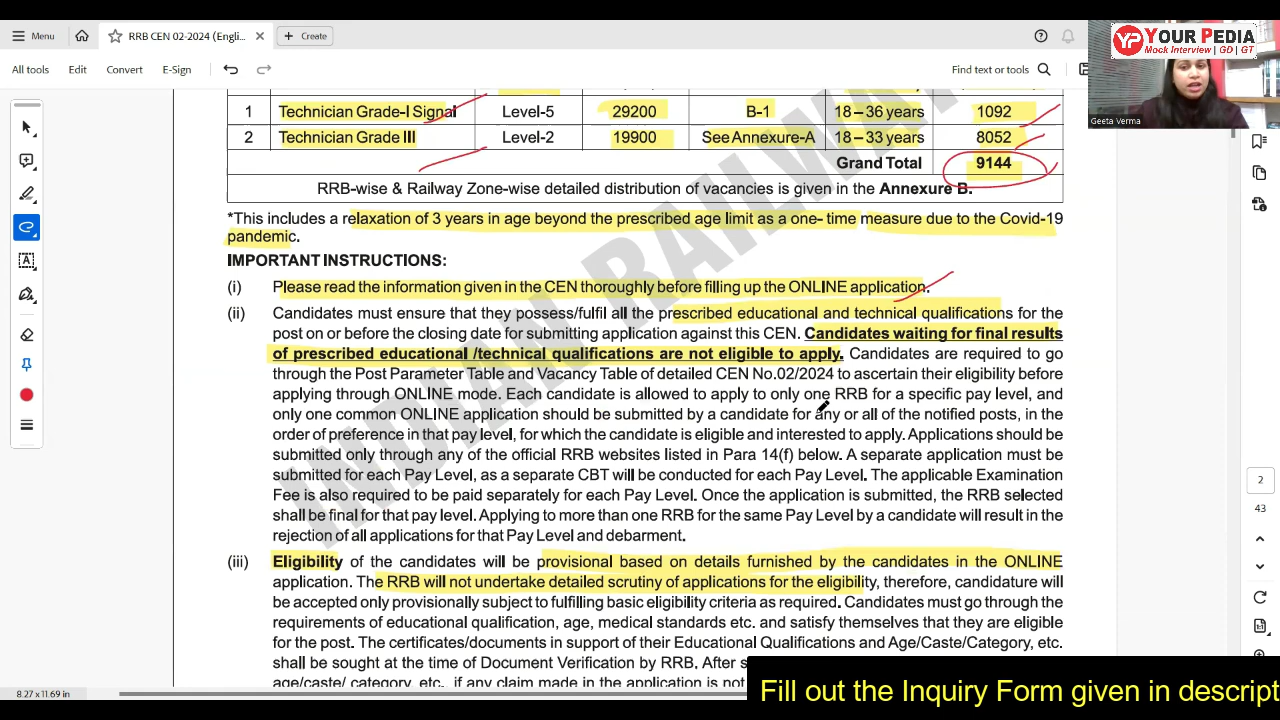 Menu
RRB CEN 02-2024 (Engli...
Create
YP YOUR PEDIA
Mock Interview | GD | GT
All tools Edit Convert E-Sign Find text or tools
Geeta Verma
1 Technician Grade-I Signal Level-5 29200 B-1 18 – 36 years 1092
2 Technician Grade III Level-2 19900 See Annexure-A 18 – 33 years 8052
Grand Total 9144
RRB-wise & Railway Zone-wise detailed distribution of vacancies is given in the Annexure B.
*This includes a relaxation of 3 years in age beyond the prescribed age limit as a one- time measure due to the Covid-19
pandemic.
IMPORTANT INSTRUCTIONS:
(i) Please read the information given in the CEN thoroughly before filling up the ONLINE application.
(ii) Candidates must ensure that they possess/fulfil all the prescribed educational and technical qualifications for the
post on or before the closing date for submitting application against this CEN. Candidates waiting for final results
of prescribed educational /technical qualifications are not eligible to apply. Candidates are required to go
through the Post Parameter Table and Vacancy Table of detailed CEN No.02/2024 to ascertain their eligibility before
applying through ONLINE mode. Each candidate is allowed to apply to only one RRB for a specific pay level, and
only one common ONLINE application should be submitted by a candidate for any or all of the notified posts, in the
order of preference in that pay level, for which the candidate is eligible and interested to apply. Applications should be
submitted only through any of the official RRB websites listed in Para 14(f) below. A separate application must be
submitted for each Pay Level, as a separate CBT will be conducted for each Pay Level. The applicable Examination
Fee is also required to be paid separately for each Pay Level. Once the application is submitted, the RRB selected
shall be final for that pay level. Applying to more than one RRB for the same Pay Level by a candidate will result in the
rejection of all applications for that Pay Level and debarment.
(iii) Eligibility of the candidates will be provisional based on details furnished by the candidates in the ONLINE
application. The RRB will not undertake detailed scrutiny of applications for the eligibility, therefore, candidature will
be accepted only provisionally subject to fulfilling basic eligibility criteria as required. Candidates must go through the
requirements of educational qualification, age, medical standards etc. and satisfy themselves that they are eligible
for the post. The certificates/documents in support of their Educational Qualifications and Age/Caste/Category, etc.
shall be sought at the time of Document Verification by RRB. After
age/caste/ category, etc., if any claim made in the application is not
INDIAN RAILWAY
2
43
8.27 x 11.69 in
Fill out the Inquiry Form given in descript